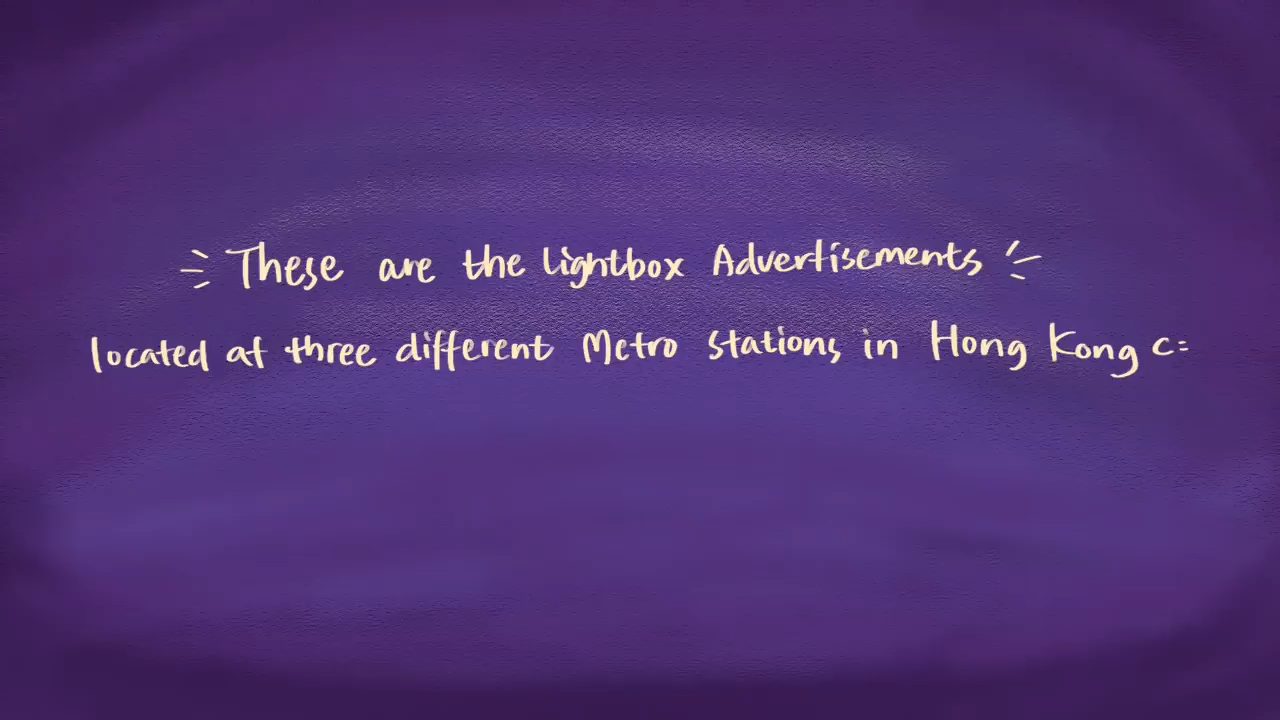 These are the Lightbox Advertisements
located at three different Metro stations in Hong Kong c: